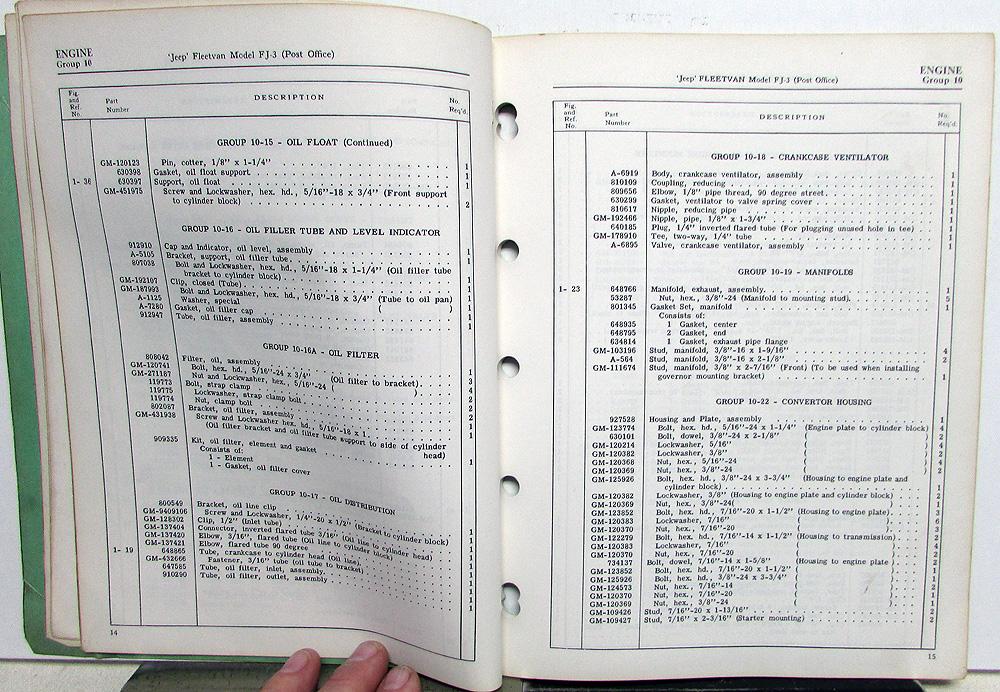 ENGINE
Group 10
'Jeep' Fleetvan Model FJ-3 (Post Office)
Fig. and Ref. No. Part Number DESCRIPTION No. Req'd.
GROUP 10-15 - OIL FLOAT (Continued)
GM-120123 Pin, cotter, 1/8" x 1-1/4" 1
630398 Gasket, oil float support 1
1- 36 630397 Support, oil float 1
GM-451975 Screw and Lockwasher, hex. hd., 5/16"-18 x 3/4" (Front support
to cylinder block) 2
GROUP 10-16 - OIL FILLER TUBE AND LEVEL INDICATOR
912910 Cap and Indicator, oil level, assembly 1
A-5105 Bracket, support, oil filler tube 1
807038 Bolt and Lockwasher, hex. hd., 5/16"-18 x 1-1/4" (Oil filler tube
bracket to cylinder block) 1
GM-192107 Clip, closed (Tube) 1
GM-187993 Bolt and Lockwasher, hex. hd., 5/16"-18 x 3/4" (Tube to oil pan) 1
A-1125 Washer, special ( ) 1
A-7280 Gasket, oil filler cap 1
912947 Tube, oil filler, assembly 1
GROUP 10-16A - OIL FILTER
808042 Filter, oil, assembly 1
GM-120741 Bolt, hex. hd., 5/16"-24 x 3/4" (Oil filter to bracket) 3
GM-271187 Nut and Lockwasher, hex., 5/16"-24 ( )
119773 Bolt, strap clamp
119775 Lockwasher, strap clamp bolt
119774 Nut, clamp bolt
802087 Bracket, oil filter, assembly
GM-431938 Screw and Lockwasher hex. hd., 5/16"-18 x 1
(Oil filter bracket and oil filler tube support to side of cylinder
head)
909335 Kit, oil filter, element and gasket 1
Consists of:
1 - Element
1 - Gasket, oil filter cover
GROUP 10-17 - OIL DISTRIBUTION
800549 Bracket, oil line clip 1
GM-9409106 Screw and Lockwasher, 1/4"-20 x 1/2" (Bracket to cylinder block) 1
GM-128302 Clip, 1/2" (Inlet tube) 1
GM-137404 Connector, inverted flared tube 3/16" (Oil line to cylinder head) 1
GM-137420 Elbow, 3/16", flared tube (Oil line to cylinder block) 1
GM-137421 Elbow, flared tube 90 degree 1
1- 19 648865 Tube, crankcase to cylinder head (Oil line) 1
GM-432666 Fastener, 3/16" tube (oil tube to bracket) 1
647585 Tube, oil filter, inlet, assembly 1
910290 Tube, oil filter, outlet, assembly 1
14
'Jeep' FLEETVAN Model FJ-3 (Post Office)
ENGINE
Group 10
Fig. and Ref. No. Part Number DESCRIPTION No. Req'd.
GROUP 10-18 - CRANKCASE VENTILATOR
A-6919 Body, crankcase ventilator, assembly 1
810109 Coupling, reducing 1
809656 Elbow, 1/8" pipe thread, 90 degree street 1
630299 Gasket, ventilator to valve spring cover 1
810617 Nipple, reducing pipe 1
GM-192466 Nipple, pipe, 1/8" x 1-3/4" 1
640185 Plug, 1/4" inverted flared tube (For plogging unused hole in tee) 1
GM-178910 Tee, two-way, 1/4" tube 1
A-6895 Valve, crankcase ventilator, assembly 1
GROUP 10-19 - MANIFOLDS
1- 23 648766 Manifold, exhaust, assembly. 1
53287 Nut, hex., 3/8"-24 (Manifold to mounting stud). 5
801345 Gasket Set, manifold 1
Consists of:
648935 1 Gasket, center
648795 2 Gasket, end
634814 1 Gasket, exhaust pipe flange
GM-103196 Stud, manifold, 3/8"-16 x 1-9/16" 4
A-564 Stud, manifold, 3/8"-16 x 2-1/8" 2
GM-111674 Stud, manifold, 3/8" x 2-7/16" (Front) (To be used when installing
governor mounting bracket) 1
GROUP 10-22 - CONVERTOR HOUSING
927528 Housing and Plate, assembly 1
GM-123774 Bolt, hex. hd., 5/16"-24 x 1-1/4" (Engine plate to cylinder block) 4
630101 Bolt, dowel, 3/8"-24 x 2-1/8" ( ) 2
GM-120214 Lockwasher, 5/16" ( ) 4
GM-120382 Lockwasher, 3/8" ( ) 2
GM-120368 Nut, hex., 5/16"-24 ( ) 4
GM-120369 Nut, hex., 3/8"-24 ( ) 2
GM-125926 Bolt, hex. hd., 3/8"-24 x 3-3/4" (Housing to engine plate and
cylinder block)
GM-120382 Lockwasher, 3/8" (Housing to engine plate and cylinder block)
GM-120369 Nut, hex., 3/8"-24( )
GM-123852 Bolt, hex. hd., 7/16"-20 x 1-1/2" (Housing to engine plate) 3
GM-120383 Lockwasher, 7/16" ( ) 6
GM-120370 Nut, hex., 7/16"-20 ( ) 3
GM-122279 Bolt, hex. hd., 7/16"-14 x 1-1/2" (Housing to transmission) 2
GM-120383 Lockwasher, 7/16" ( ) 4
GM-120370 Nut, hex., 7/16"-20 ( ) 2
734137 Bolt, dowel, 7/16"-14 x 1-5/8" (Housing to engine plate) 2
GM-123852 Bolt, hex. hd., 7/16"-20 x 1-1/2" ( ) 1
GM-125926 Bolt, hex. hd., 3/8"-24 x 3-3/4" ( ) 1
GM-124573 Nut, hex., 7/16"-14 ( ) 2
GM-120370 Nut, hex., 7/16"-20 ( ) 1
GM-120369 Nut, hex., 3/8"-24 ( ) 1
GM-109426 Stud, 7/16"-20 x 1-13/16" 2
GM-109427 Stud, 7/16" x 2-3/16" (Starter mounting) 2
15